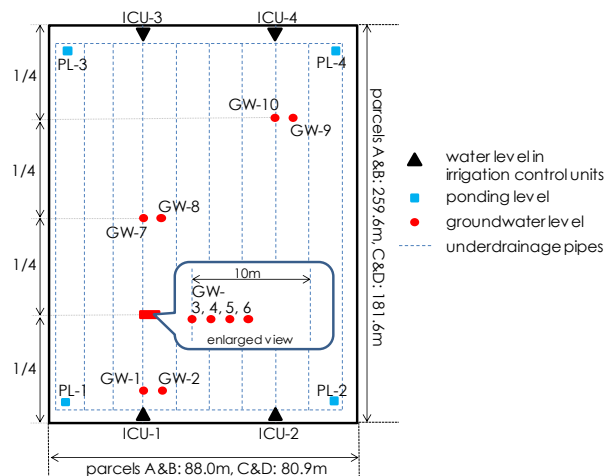 ICU-3
ICU-4
PL-3
PL-4
1/4
GW-10
GW-9
1/4
GW-8
GW-7
1/4
10m
GW-
3, 4, 5, 6
enlarged view
1/4
PL-1
GW-1
GW-2
PL-2
ICU-1
ICU-2
parcels A&B: 88.0m, C&D: 80.9m
parcels A&B: 259.6m, C&D: 181.6m
water level in
irrigation control units
ponding level
groundwater level
underdrainage pipes